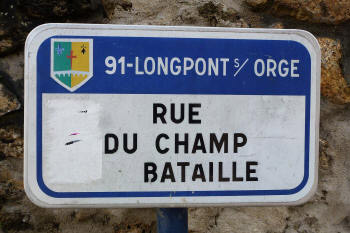 91-LONGPONT s/ ORGE
RUE
DU CHAMP
BATAILLE